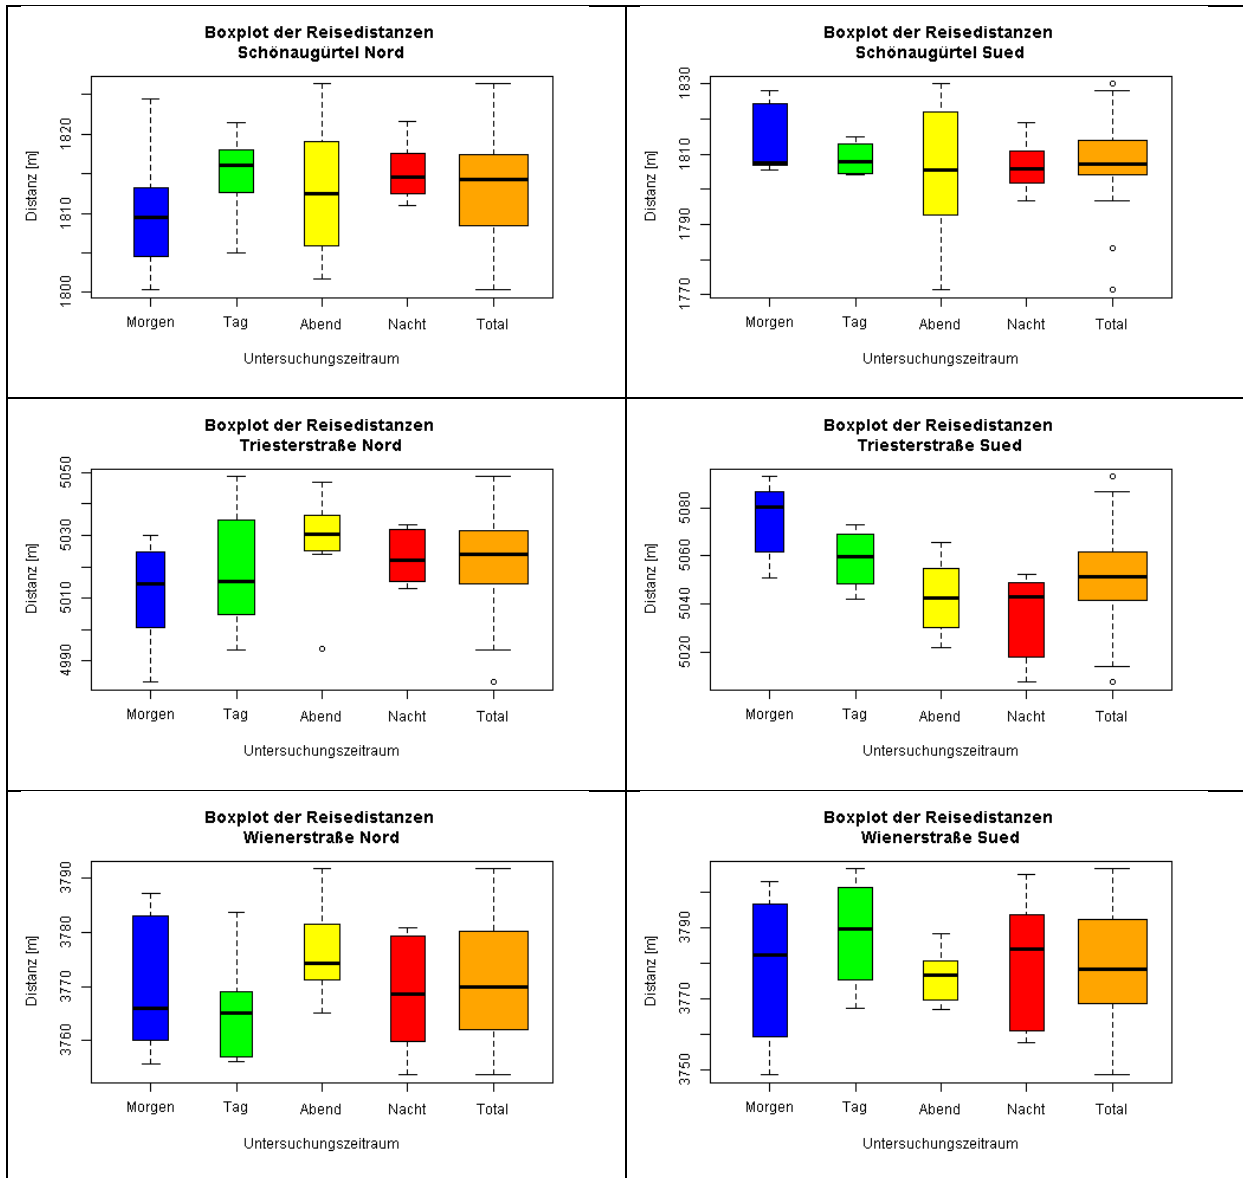 Boxplot der Reisedistanzen
Schönaugürtel Nord
Distanz [m]
1820
1810
1800
Morgen Tag Abend Nacht Total
Untersuchungszeitraum
Boxplot der Reisedistanzen
Schönaugürtel Sued
Distanz [m]
1830
1810
1790
1770
Morgen Tag Abend Nacht Total
Untersuchungszeitraum
Boxplot der Reisedistanzen
Triesterstraße Nord
Distanz [m]
5050
5030
5010
4990
Morgen Tag Abend Nacht Total
Untersuchungszeitraum
Boxplot der Reisedistanzen
Triesterstraße Sued
Distanz [m]
5080
5060
5040
5020
Morgen Tag Abend Nacht Total
Untersuchungszeitraum
Boxplot der Reisedistanzen
Wienerstraße Nord
Distanz [m]
3790
3780
3770
3760
Morgen Tag Abend Nacht Total
Untersuchungszeitraum
Boxplot der Reisedistanzen
Wienerstraße Sued
Distanz [m]
3790
3770
3750
Morgen Tag Abend Nacht Total
Untersuchungszeitraum